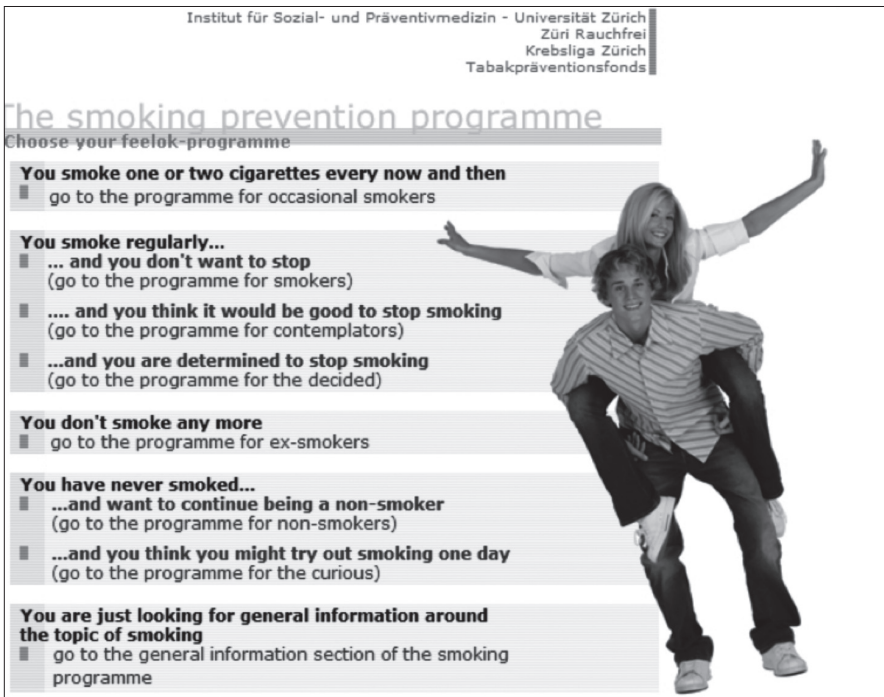 Institut für Sozial- und Präventivmedizin - Universität Zürich
Züri Rauchfrei
Krebsliga Zürich
Tabakpräventionsfonds
The smoking prevention programme
Choose your feelok-programme
You smoke one or two cigarettes every now and then
go to the programme for occasional smokers
You smoke regularly...
... and you don't want to stop
(go to the programme for smokers)
.... and you think it would be good to stop smoking
(go to the programme for contemplators)
...and you are determined to stop smoking
(go to the programme for the decided)
You don't smoke any more
go to the programme for ex-smokers
You have never smoked...
...and want to continue being a non-smoker
(go to the programme for non-smokers)
...and you think you might try out smoking one day
(go to the programme for the curious)
You are just looking for general information around
the topic of smoking
go to the general information section of the smoking
programme